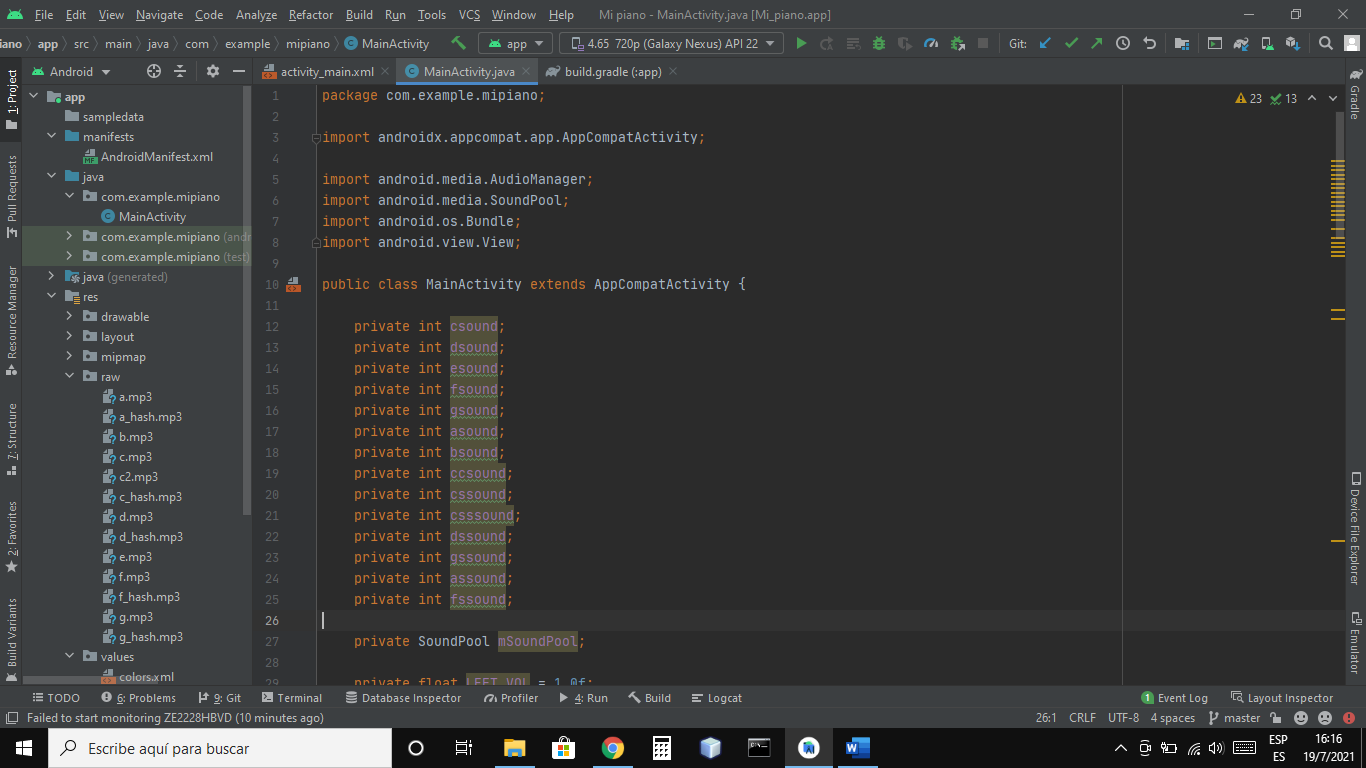 File Edit View Navigate Code Analyze Refactor Build Run Tools VCS Window Help Mi piano - MainActivity.java [Mi_piano.app]
iano app src main java com example mipiano MainActivity app 4.65 720p (Galaxy Nexus) API 22 Git:
Android activity_main.xml MainActivity.java build.gradle (:app)
1: Project
Pull Requests
Resource Manager
7: Structure
2: Favorites
Build Variants
app
sampledata
manifests
AndroidManifest.xml
java
com.example.mipiano
MainActivity
com.example.mipiano (andr
com.example.mipiano (test)
java (generated)
res
drawable
layout
mipmap
raw
a.mp3
a_hash.mp3
b.mp3
c.mp3
c2.mp3
c_hash.mp3
d.mp3
d_hash.mp3
e.mp3
f.mp3
f_hash.mp3
g.mp3
g_hash.mp3
values
colors.xml
1 package com.example.mipiano;
2
3 import androidx.appcompat.app.AppCompatActivity;
4
5 import android.media.AudioManager;
6 import android.media.SoundPool;
7 import android.os.Bundle;
8 import android.view.View;
9
10 public class MainActivity extends AppCompatActivity {
11
12 private int csound;
13 private int dsound;
14 private int esound;
15 private int fsound;
16 private int gsound;
17 private int asound;
18 private int bsound;
19 private int ccsound;
20 private int cssound;
21 private int csssound;
22 private int dssound;
23 private int gssound;
24 private int assound;
25 private int fssound;
26
27 private SoundPool mSoundPool;
28
29 private float LEFT_VOL = 1.0f;
23 13
Gradle
Device File Explorer
Emulator
TODO 6: Problems 9: Git Terminal Database Inspector Profiler 4: Run Build Logcat 1 Event Log Layout Inspector
Failed to start monitoring ZE2228HBVD (10 minutes ago) 26:1 CRLF UTF-8 4 spaces master
Escribe aquí para buscar
ESP
ES
16:16
19/7/2021